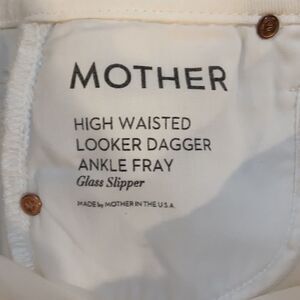 MOTHER
HIGH WAISTED
LOOKER DAGGER
ANKLE FRAY
Glass Slipper
MADE by MOTHER IN THE U.S.A.